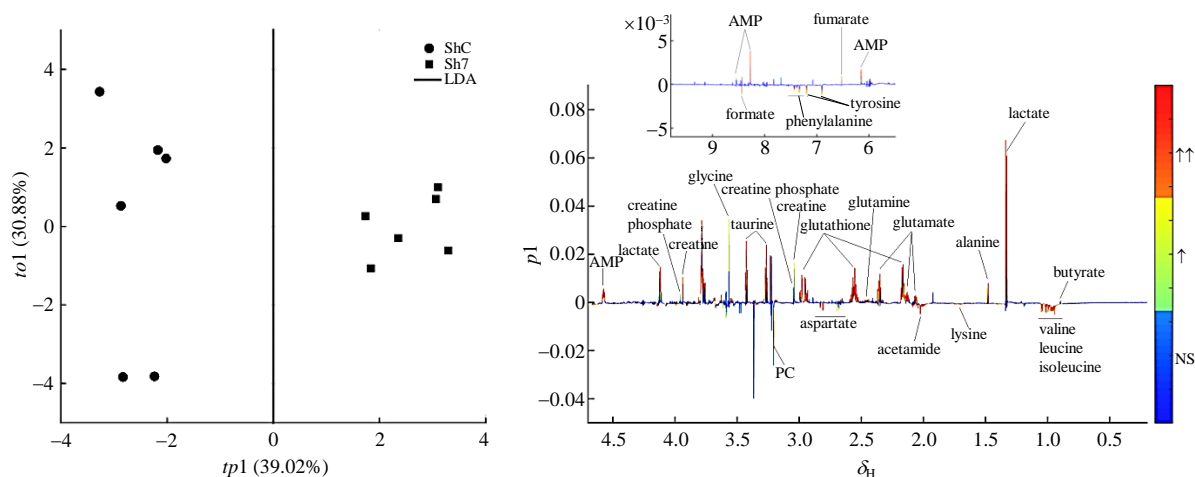 4
2
0
−2
−4
−4
−2
0
2
4
to1 (30.88%)
tp1 (39.02%)
ShC
Sh7
LDA
×10−3
5
0
−5
9
8
7
6
AMP
fumarate
AMP
formate
tyrosine
phenylalanine
0.08
0.06
0.04
0.02
0
−0.02
−0.04
p1
4.5
4.0
3.5
3.0
2.5
2.0
1.5
1.0
0.5
δH
lactate
glycine
creatine phosphate
creatine
glutamine
creatine
phosphate
creatine
taurine
glutathione
glutamate
alanine
lactate
AMP
butyrate
aspartate
acetamide
lysine
valine
leucine
isoleucine
PC
↑↑
↑
NS